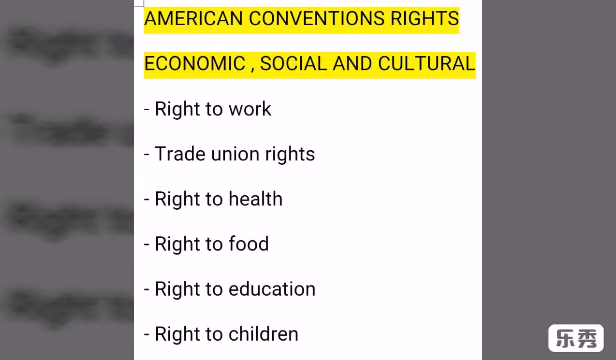 AMERICAN CONVENTIONS RIGHTS
ECONOMIC , SOCIAL AND CULTURAL
- Right to work
- Trade union rights
- Right to health
- Right to food
- Right to education
- Right to children
乐秀